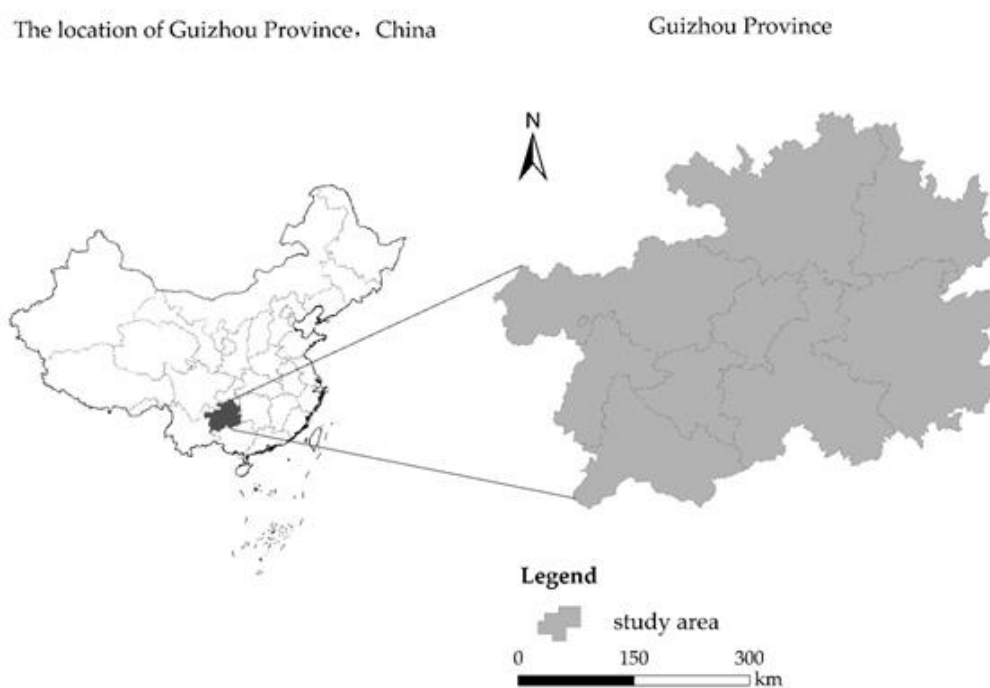 The location of Guizhou Province，China
Guizhou Province
N
Legend
study area
0 150 300
km